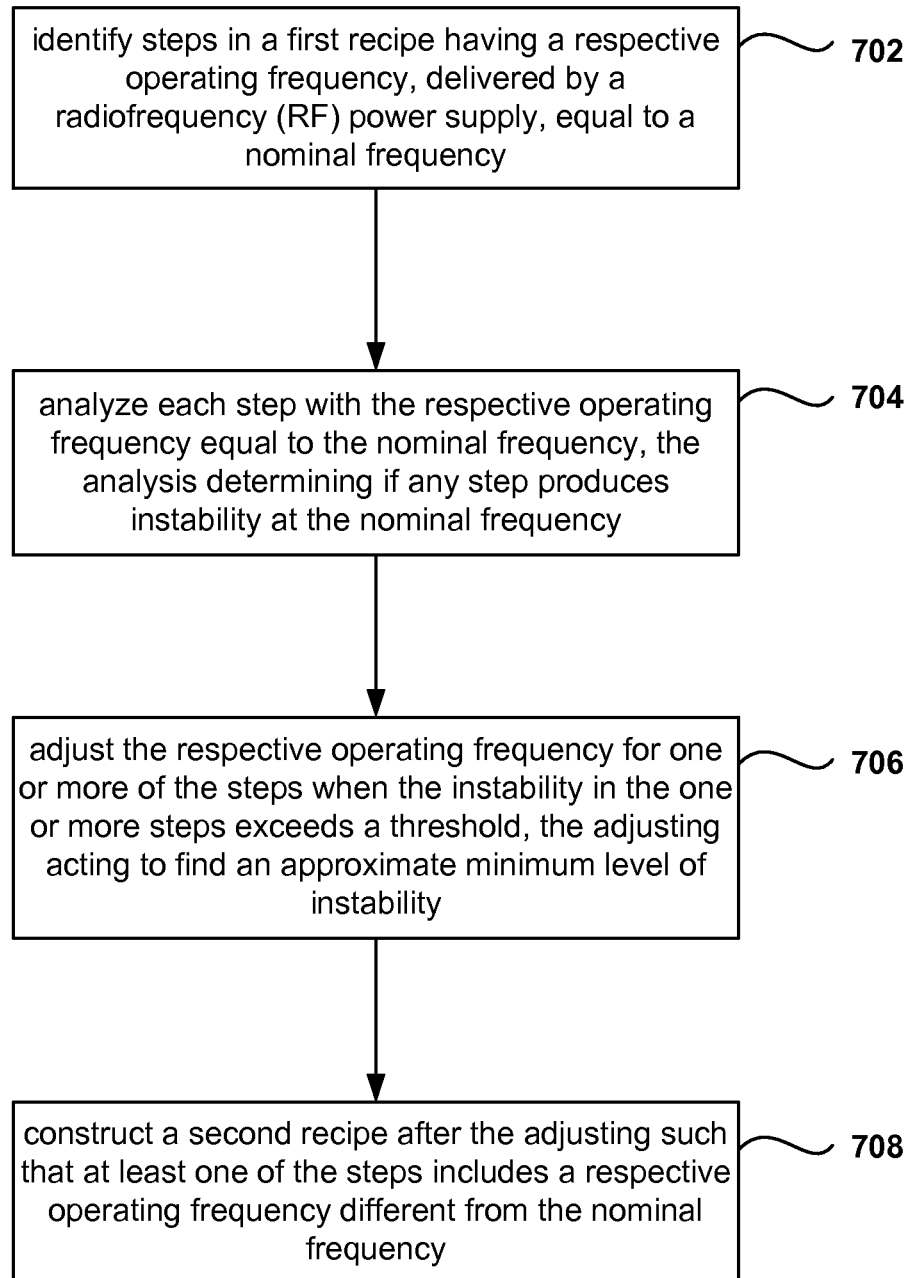 identify steps in a first recipe having a respective
operating frequency, delivered by a
radiofrequency (RF) power supply, equal to a
nominal frequency
702
analyze each step with the respective operating
frequency equal to the nominal frequency, the
analysis determining if any step produces
instability at the nominal frequency
704
adjust the respective operating frequency for one
or more of the steps when the instability in the one
or more steps exceeds a threshold, the adjusting
acting to find an approximate minimum level of
instability
706
construct a second recipe after the adjusting such
that at least one of the steps includes a respective
operating frequency different from the nominal
frequency
708